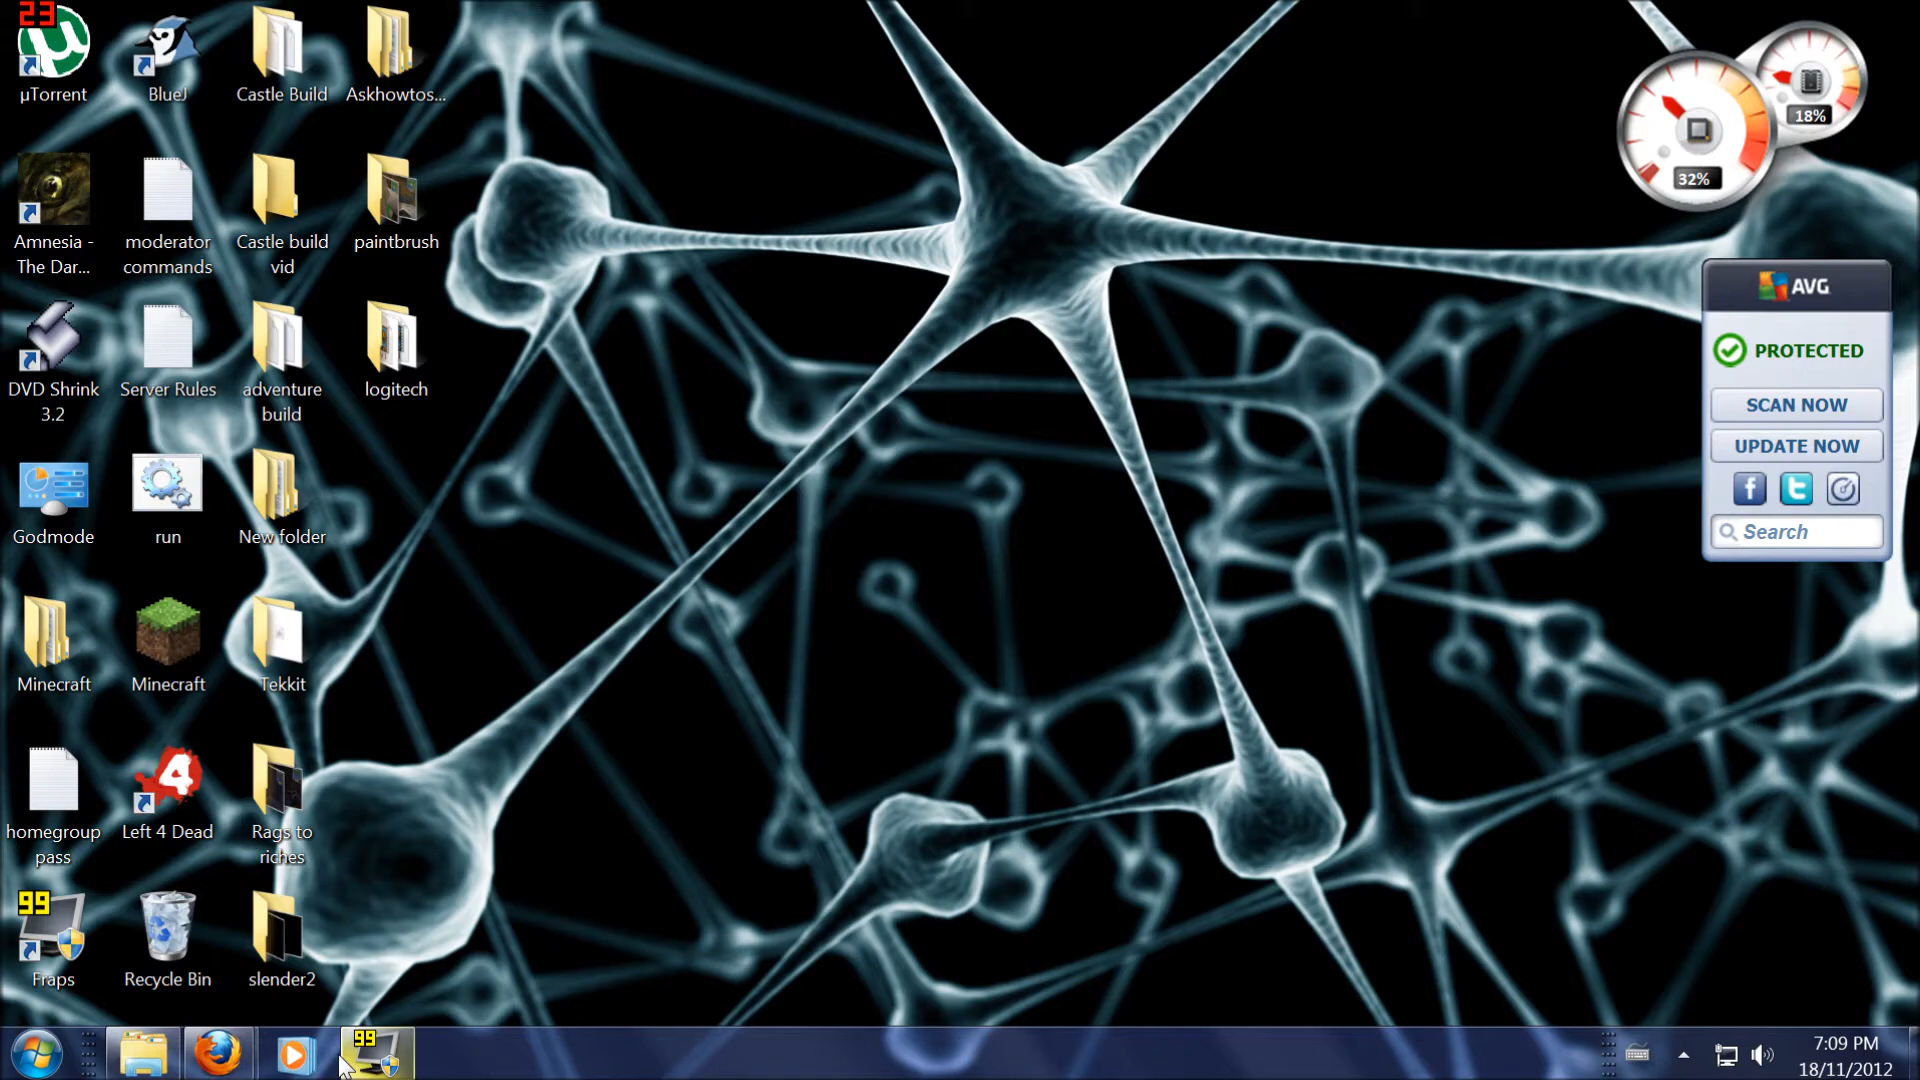 23
µTorrent
BlueJ
Castle Build
Askhowtos...
18%
32%
Amnesia -
The Dar...
moderator
commands
Castle build
vid
paintbrush
AVG
PROTECTED
SCAN NOW
UPDATE NOW
f
t
Search
DVD Shrink
3.2
Server Rules
adventure
build
logitech
Godmode
run
New folder
Minecraft
Minecraft
Tekkit
homegroup
pass
4
Left 4 Dead
Rags to
riches
99
Fraps
Recycle Bin
slender2
99
7:09 PM
18/11/2012